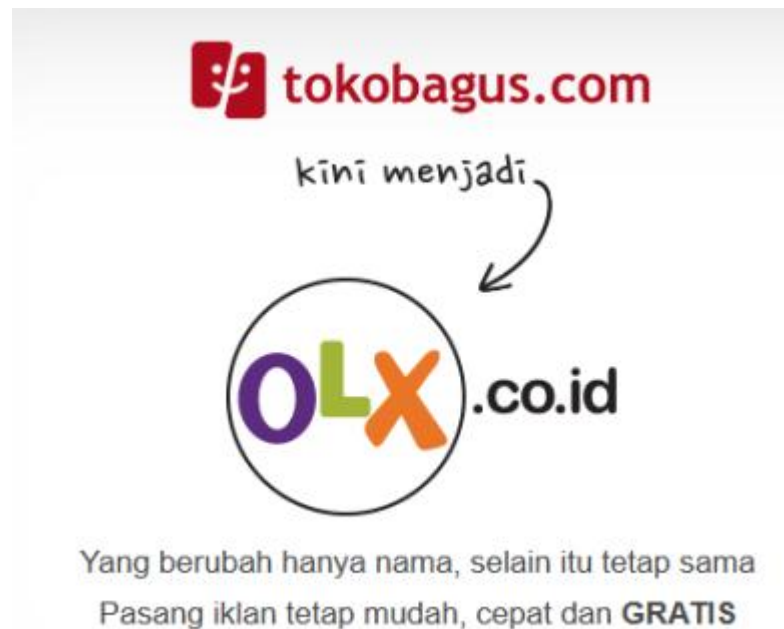 tokobagus.com
kini menjadi
OLX.co.id
Yang berubah hanya nama, selain itu tetap sama
Pasang iklan tetap mudah, cepat dan GRATIS